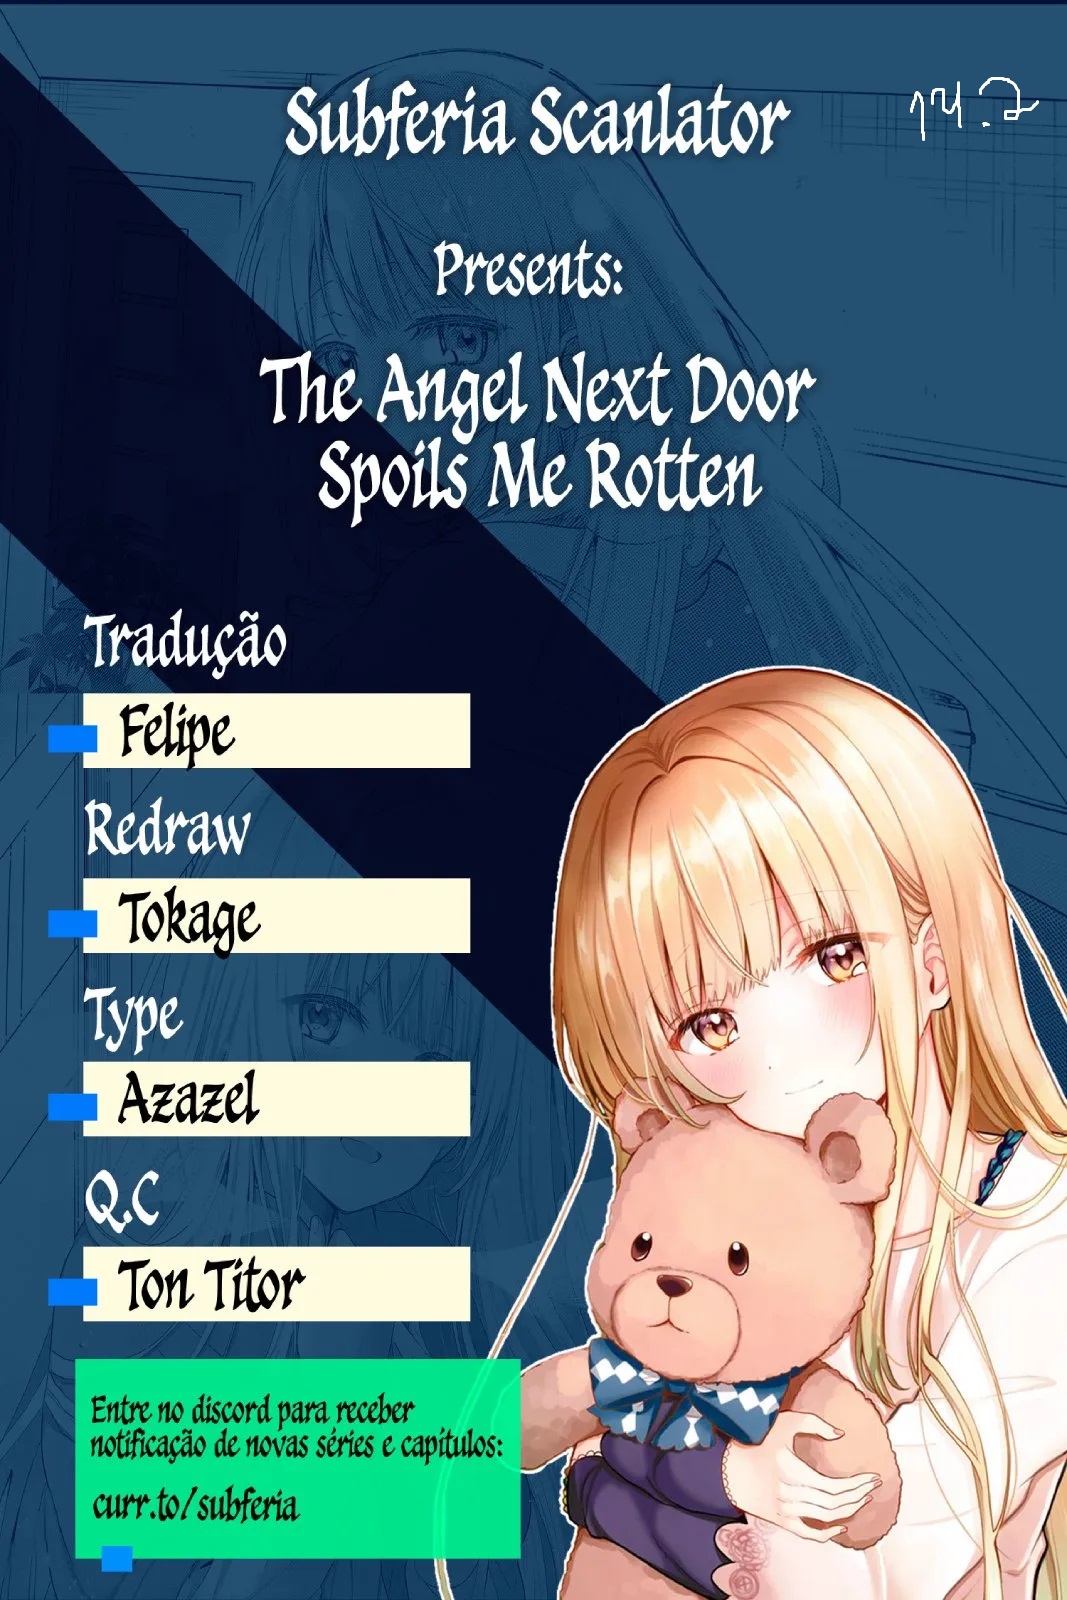 Subferia Scanlator
14.2
Presents:
The Angel Next Door
Spoils Me Rotten
Tradução
Felipe
Redraw
Tokage
Type
Azazel
Q.C
Ton Titor
Entre no discord para receber
notificação de novas séries e capítulos:
curr.to/subferia